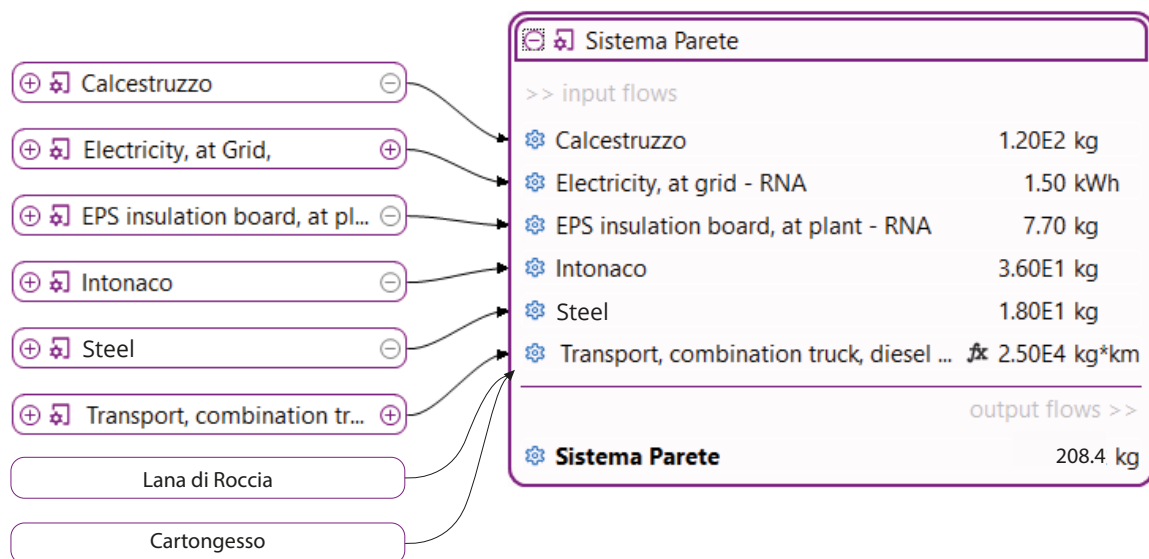 Calcestruzzo
Electricity, at Grid,
EPS insulation board, at pl...
Intonaco
Steel
Transport, combination tr...
Lana di Roccia
Cartongesso
Sistema Parete
>> input flows
Calcestruzzo 1.20E2 kg
Electricity, at grid - RNA 1.50 kWh
EPS insulation board, at plant - RNA 7.70 kg
Intonaco 3.60E1 kg
Steel 1.80E1 kg
Transport, combination truck, diesel ... fx 2.50E4 kg*km
output flows >>
Sistema Parete 208.4 kg